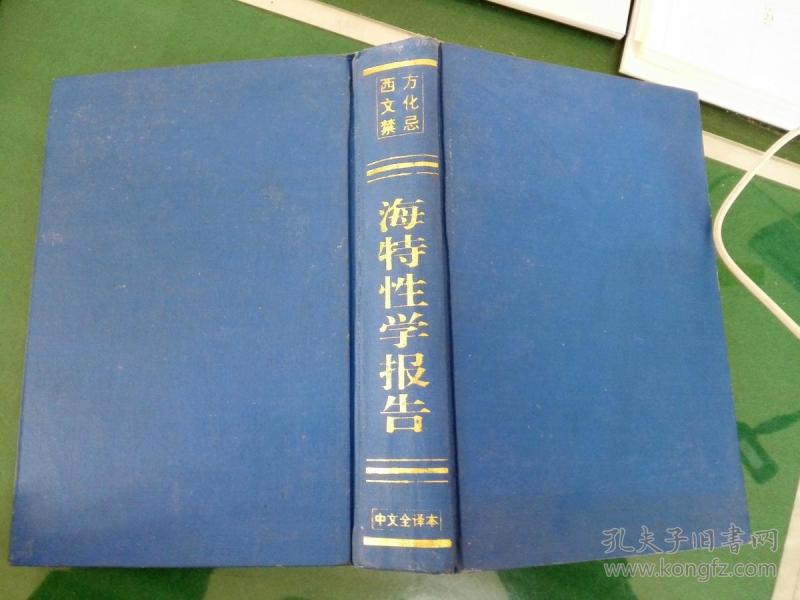 西方
文化
禁忌
海特性学报告
中文全译本
孔夫子旧书网
www.kongfz.com